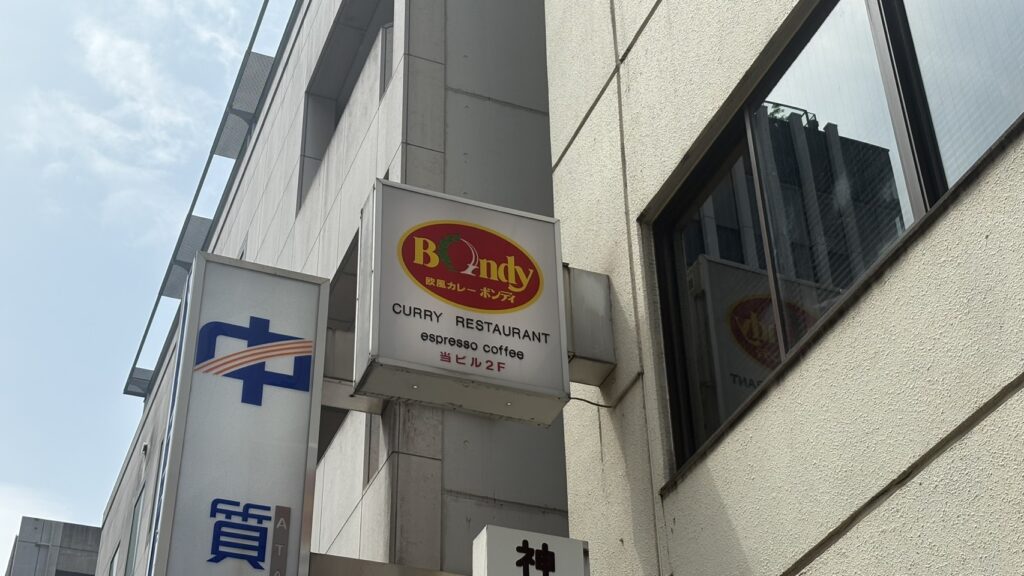 Bondy
欧風カレー ボンディ
CURRY RESTAURANT
espresso coffee
当ビル2F
中
質
神